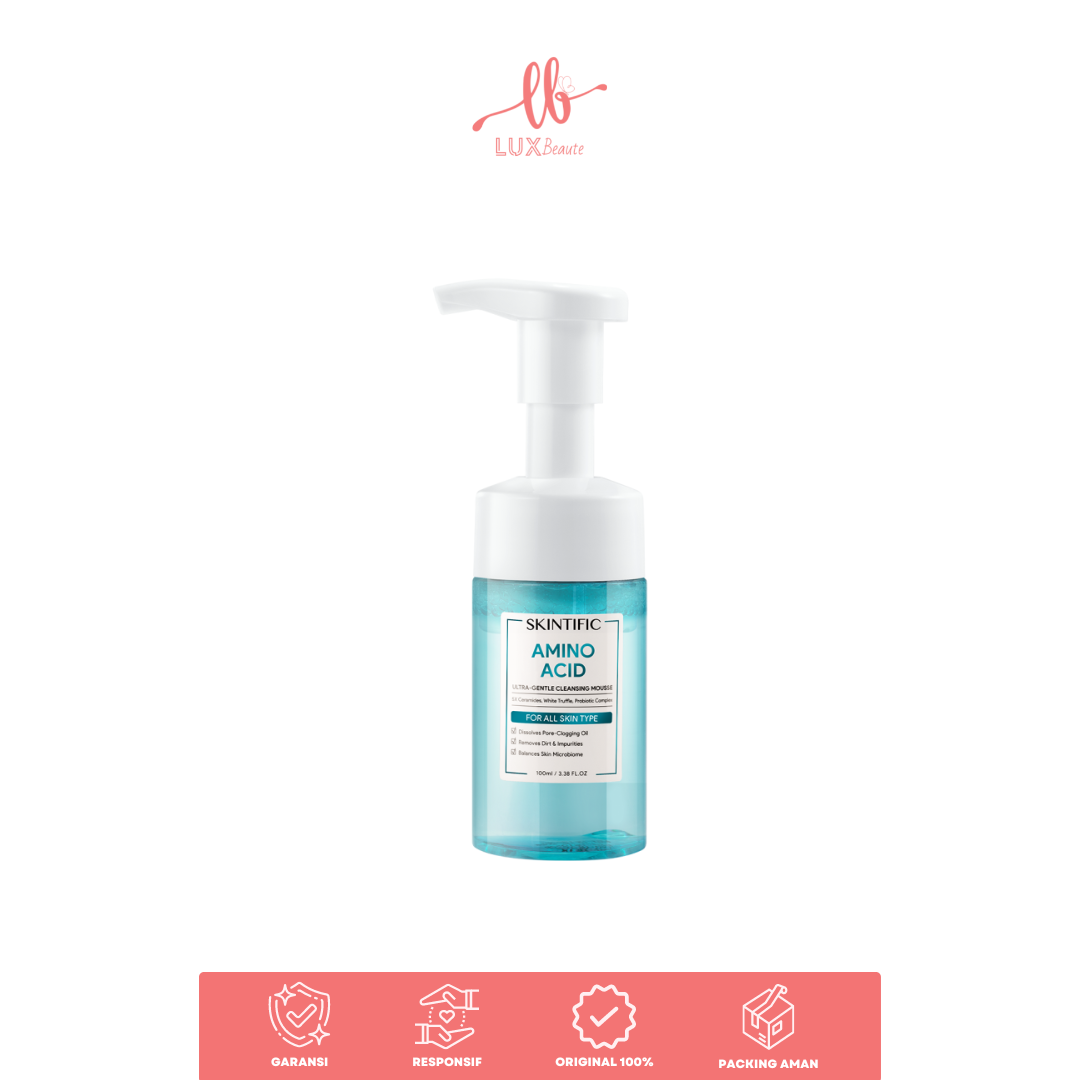 lb
LUX Beaute
SKINTIFIC
AMINO
ACID
ULTRA-GENTLE CLEANSING MOUSSE
5X Ceramides, White Truffle, Prebiotic Complex
FOR ALL SKIN TYPE
Dissolves Pore-Clogging Oil
Removes Dirt & Impurities
Balances Skin Microbiome
100ml / 3.38 FL.OZ
GARANSI
RESPONSIF
ORIGINAL 100%
PACKING AMAN